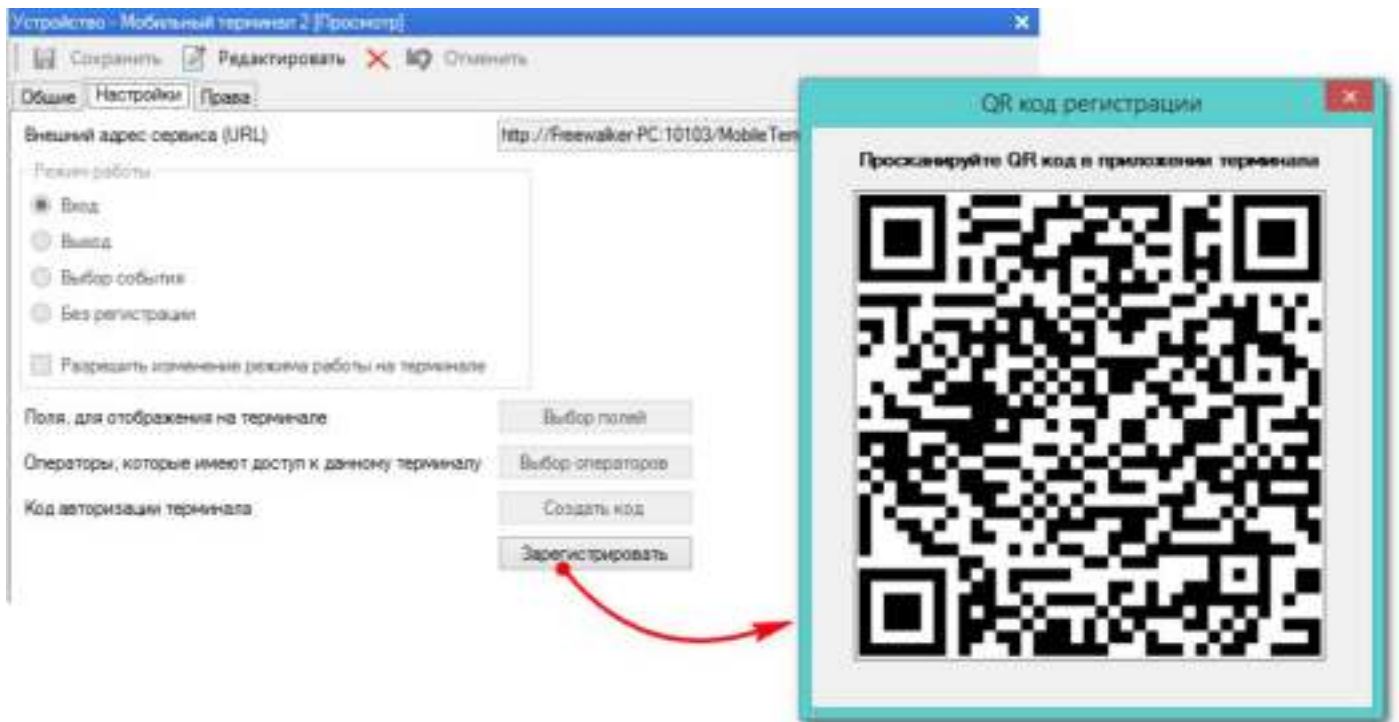 Устройство - Мобильный терминал 2 [Просмотр]
Сохранить Редактировать Отменить
Общие Настройки Права
Внешний адрес сервиса (URL) http://Freewalker-PC:10103/MobileTerm
Режим работы
Вход
Выход
Выбор события
Без регистрации
Разрешить изменение режима работы на терминале
Поля, для отображения на терминале Выбор полей
Операторы, которые имеют доступ к данному терминалу Выбор операторов
Код авторизации терминала Создать код
Зарегистрировать
QR код регистрации
Просканируйте QR код в приложении терминала